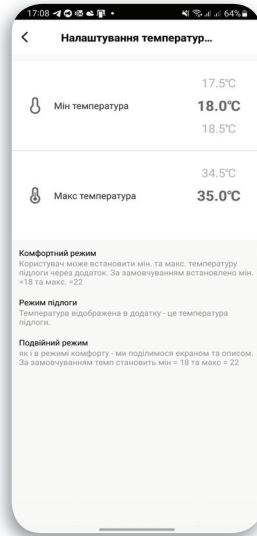 17:08
64%
Налаштування температур...
17.5°C
Мін температура
18.0°C
18.5°C
34.5°C
Макс температура
35.0°C
Комфортний режим
Користувач може встановити мін. та макс. температуру
підлоги через додаток. За замовчуванням встановлено мін.
=18 та макс. =22
Режим підлоги
Температура відображена в додатку - це температура
підлоги.
Подвійний режим
як і в режимі комфорту - ми поділимося екраном та описом.
За замовчуванням темп становить мін = 18 та макс = 22